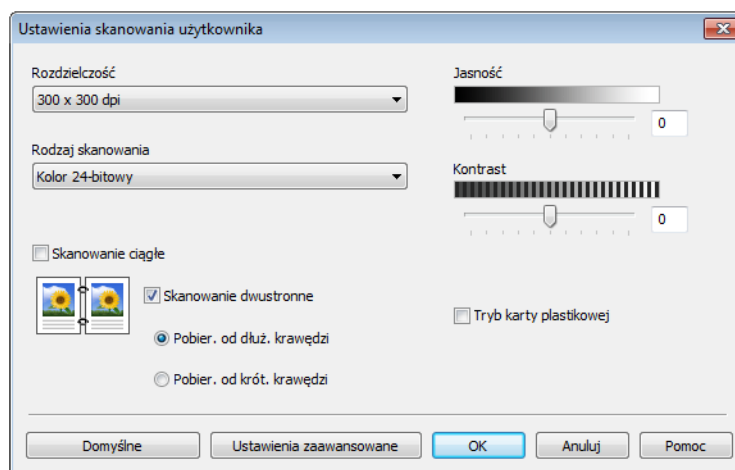 Ustawienia skanowania użytkownika
Rozdzielczość
300 x 300 dpi
Rodzaj skanowania
Kolor 24-bitowy
Skanowanie ciągłe
Skanowanie dwustronne
Pobier. od dłuż. krawędzi
Pobier. od krót. krawędzi
Jasność
0
Kontrast
0
Tryb karty plastikowej
Domyślne
Ustawienia zaawansowane
OK
Anuluj
Pomoc